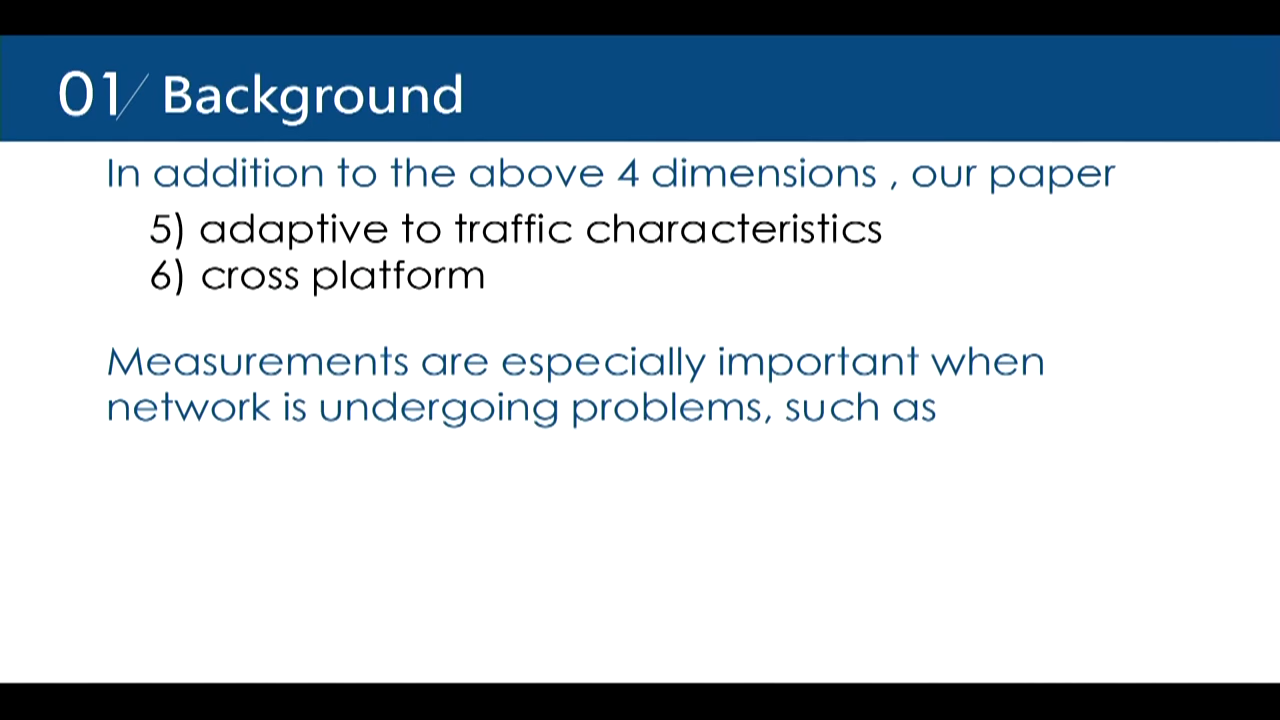 01/ Background
In addition to the above 4 dimensions , our paper
5) adaptive to traffic characteristics
6) cross platform
Measurements are especially important when
network is undergoing problems, such as